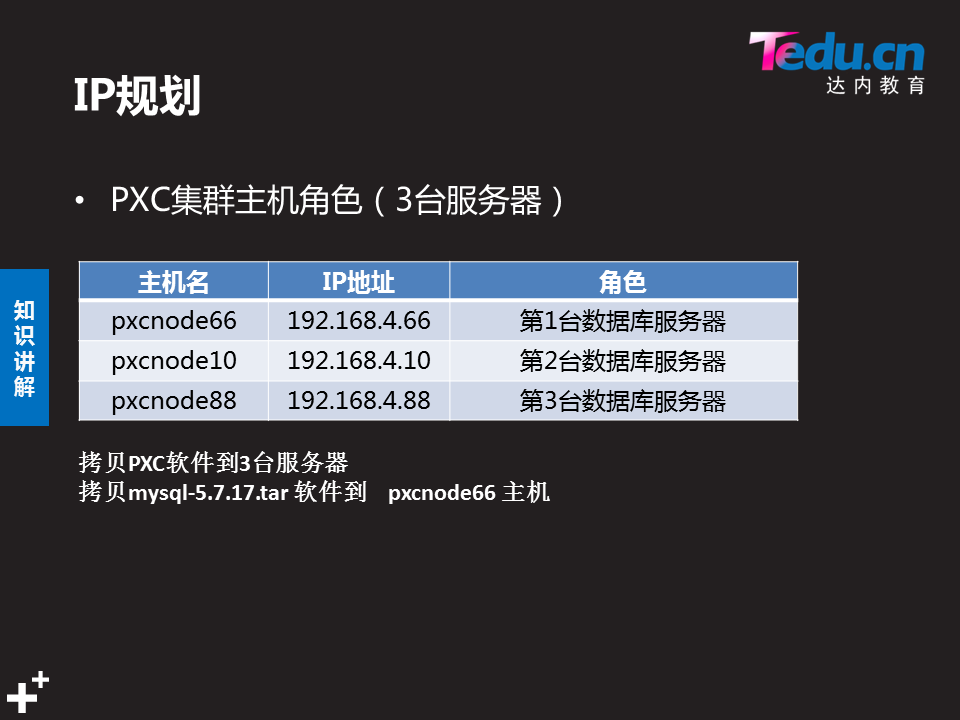 Tedu.cn
达内教育
IP规划
• PXC集群主机角色（3台服务器）
知识讲解
主机名 IP地址 角色
pxcnode66 192.168.4.66 第1台数据库服务器
pxcnode10 192.168.4.10 第2台数据库服务器
pxcnode88 192.168.4.88 第3台数据库服务器
拷贝PXC软件到3台服务器
拷贝mysql-5.7.17.tar 软件到 pxcnode66 主机